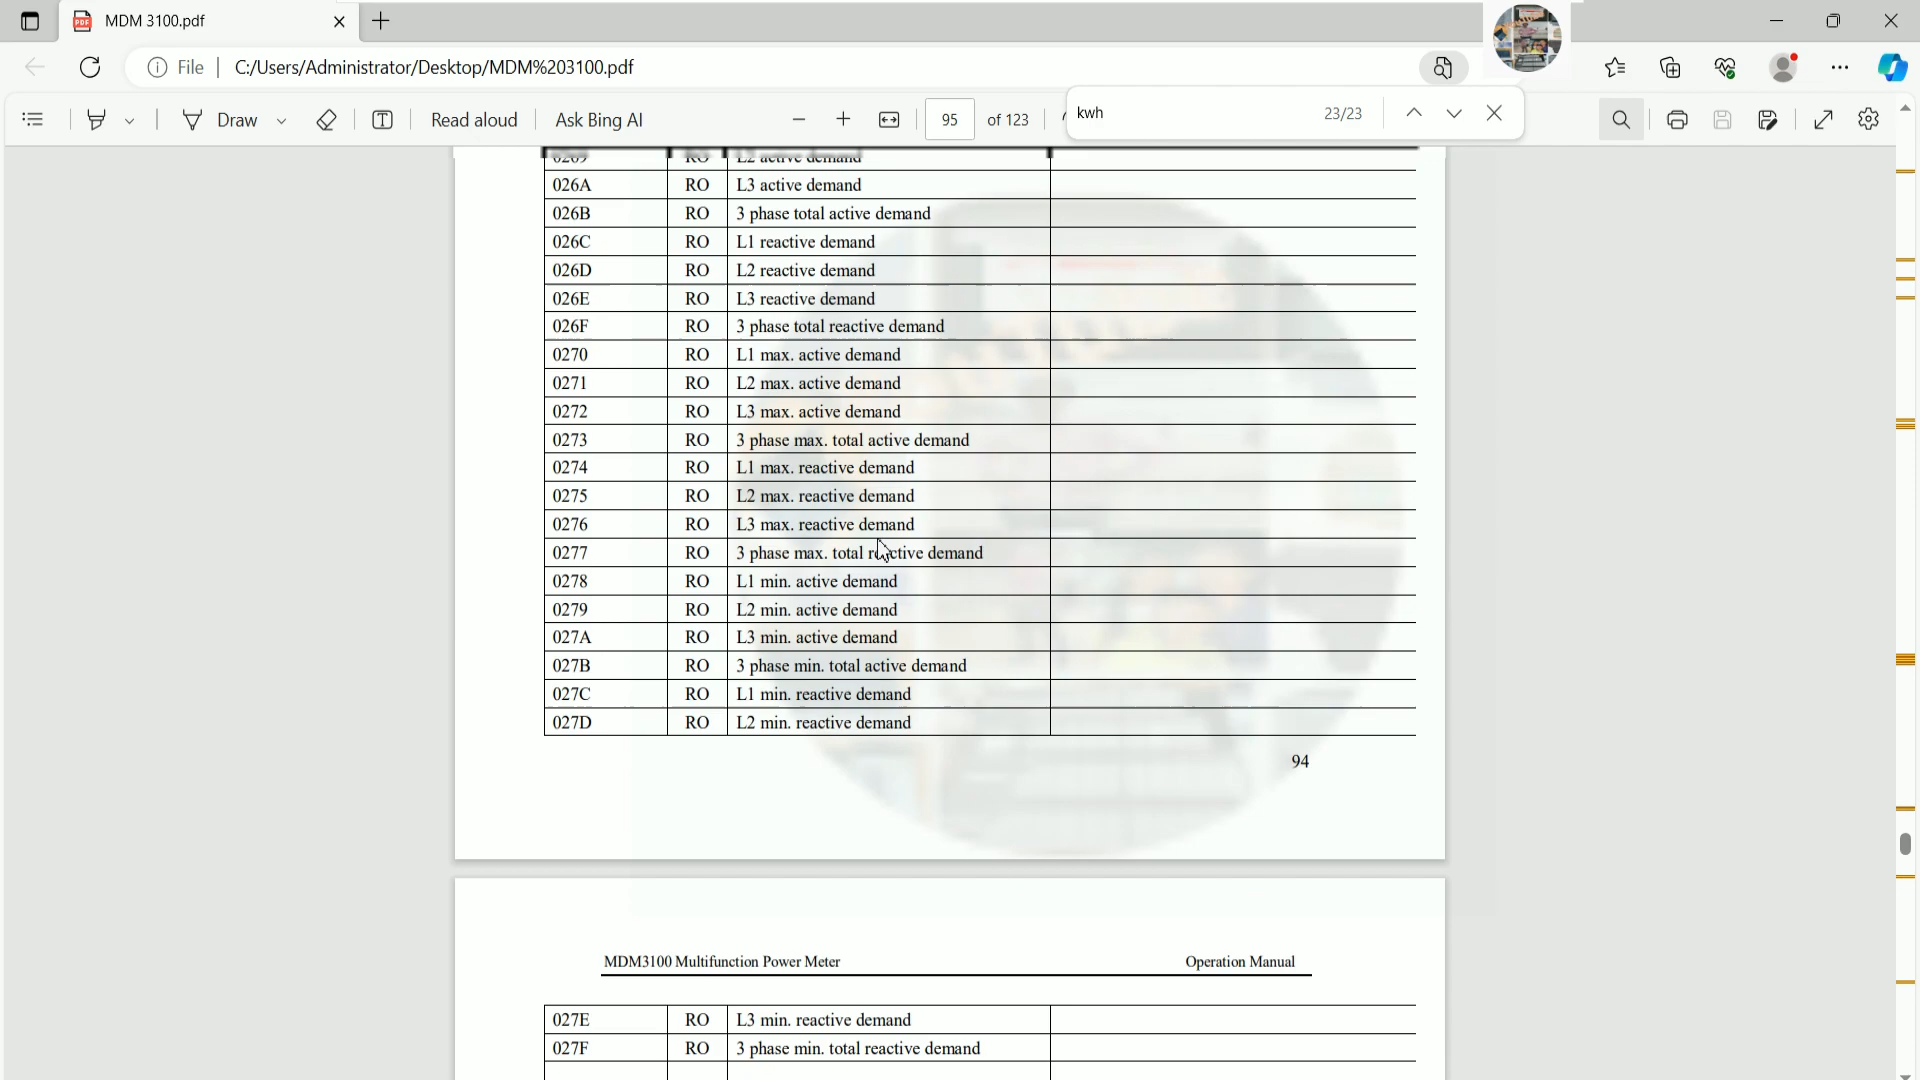 MDM 3100.pdf
File
C:/Users/Administrator/Desktop/MDM%203100.pdf
Draw
Read aloud
Ask Bing AI
95 of 123
kwh 23/23
0269 RO L2 active demand
026A RO L3 active demand
026B RO 3 phase total active demand
026C RO L1 reactive demand
026D RO L2 reactive demand
026E RO L3 reactive demand
026F RO 3 phase total reactive demand
0270 RO L1 max. active demand
0271 RO L2 max. active demand
0272 RO L3 max. active demand
0273 RO 3 phase max. total active demand
0274 RO L1 max. reactive demand
0275 RO L2 max. reactive demand
0276 RO L3 max. reactive demand
0277 RO 3 phase max. total reactive demand
0278 RO L1 min. active demand
0279 RO L2 min. active demand
027A RO L3 min. active demand
027B RO 3 phase min. total active demand
027C RO L1 min. reactive demand
027D RO L2 min. reactive demand
94
MDM3100 Multifunction Power Meter Operation Manual
027E RO L3 min. reactive demand
027F RO 3 phase min. total reactive demand